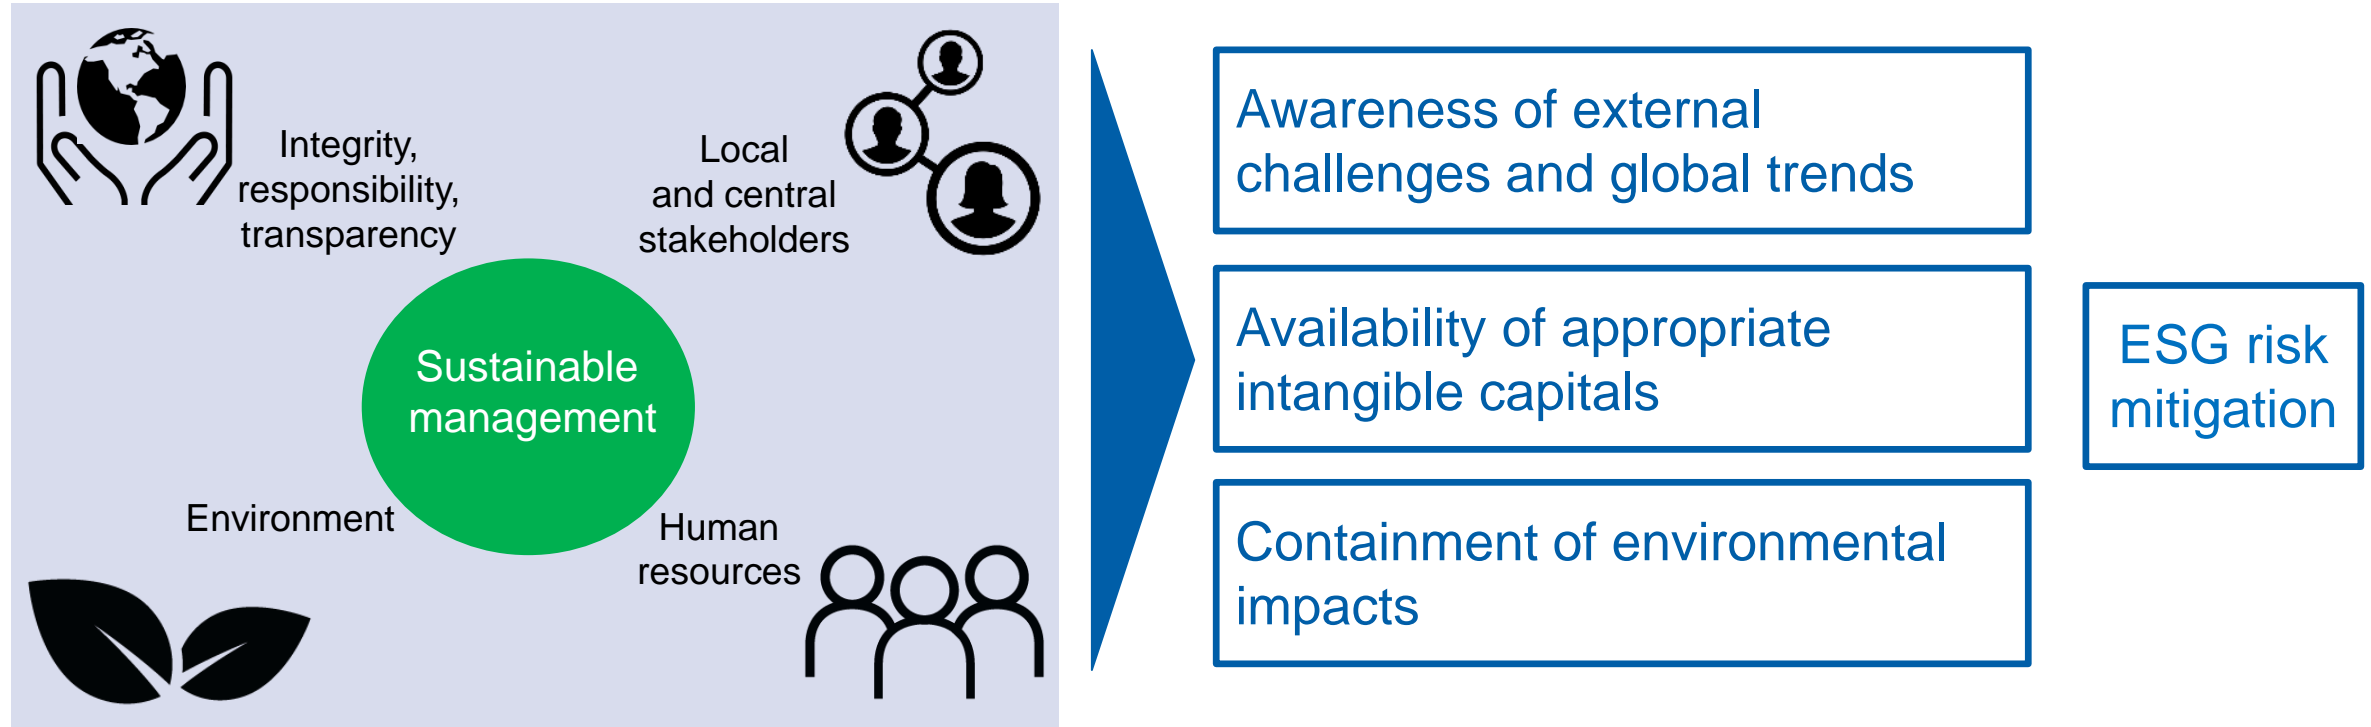 Integrity,
responsibility,
transparency
Local
and central
stakeholders
Sustainable
management
Environment
Human
resources
Awareness of external
challenges and global trends
Availability of appropriate
intangible capitals
Containment of environmental
impacts
ESG risk
mitigation